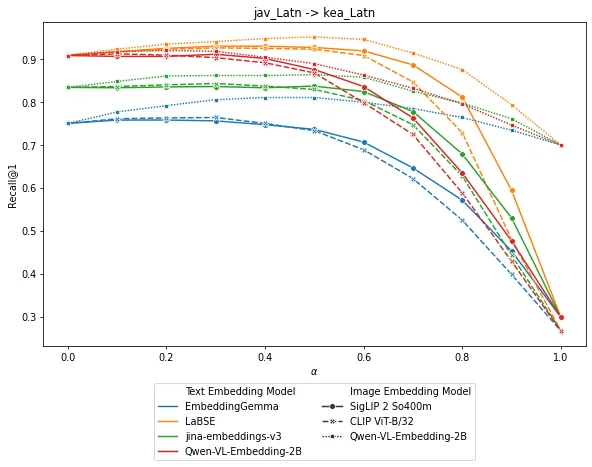 jav_Latn -> kea_Latn
Recall@1
0.9
0.8
0.7
0.6
0.5
0.4
0.3
0.0
0.2
0.4
0.6
0.8
1.0
α
Text Embedding Model
EmbeddingGemma
LaBSE
jina-embeddings-v3
Qwen-VL-Embedding-2B
Image Embedding Model
SigLIP 2 So400m
CLIP ViT-B/32
Qwen-VL-Embedding-2B